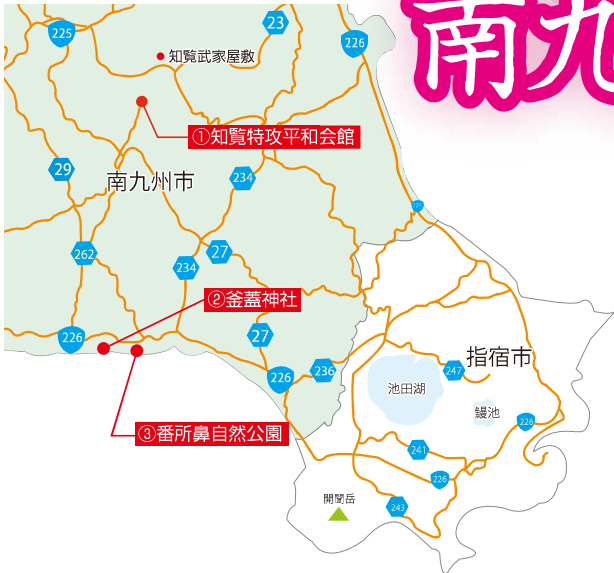 南九
225
23
226
知覧武家屋敷
①知覧特攻平和会館
29
南九州市
234
226
262
234
27
②釜蓋神社
226
27
226
236
247
指宿市
池田湖
鰻池
226
③番所鼻自然公園
241
226
開聞岳
243